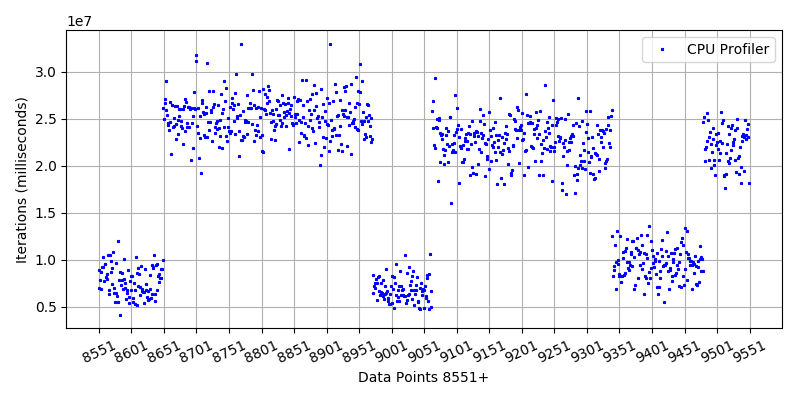 1e7
CPU Profiler
3.0
2.5
2.0
1.5
1.0
0.5
Iterations (milliseconds)
8551 8601 8651 8701 8751 8801 8851 8901 8951 9001 9051 9101 9151 9201 9251 9301 9351 9401 9451 9501 9551
Data Points 8551+